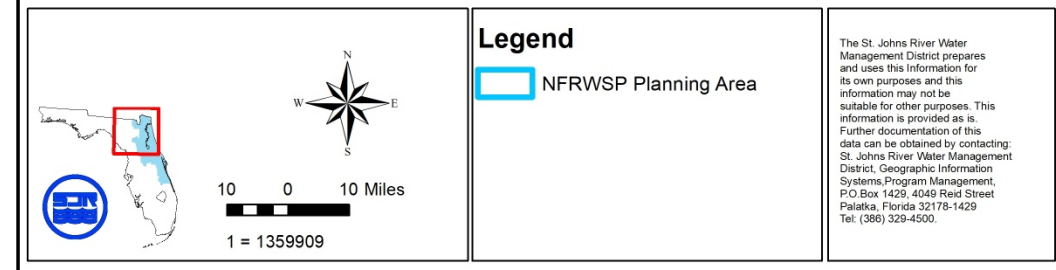 N
W
E
S
SJR
10 0 10 Miles
1 = 1359909
Legend
NFRWSP Planning Area
The St. Johns River Water
Management District prepares
and uses this Information for
its own purposes and this
information may not be
suitable for other purposes. This
information is provided as is.
Further documentation of this
data can be obtained by contacting:
St. Johns River Water Management
District, Geographic Information
Systems,Program Management,
P.O.Box 1429, 4049 Reid Street
Palatka, Florida 32178-1429
Tel: (386) 329-4500.